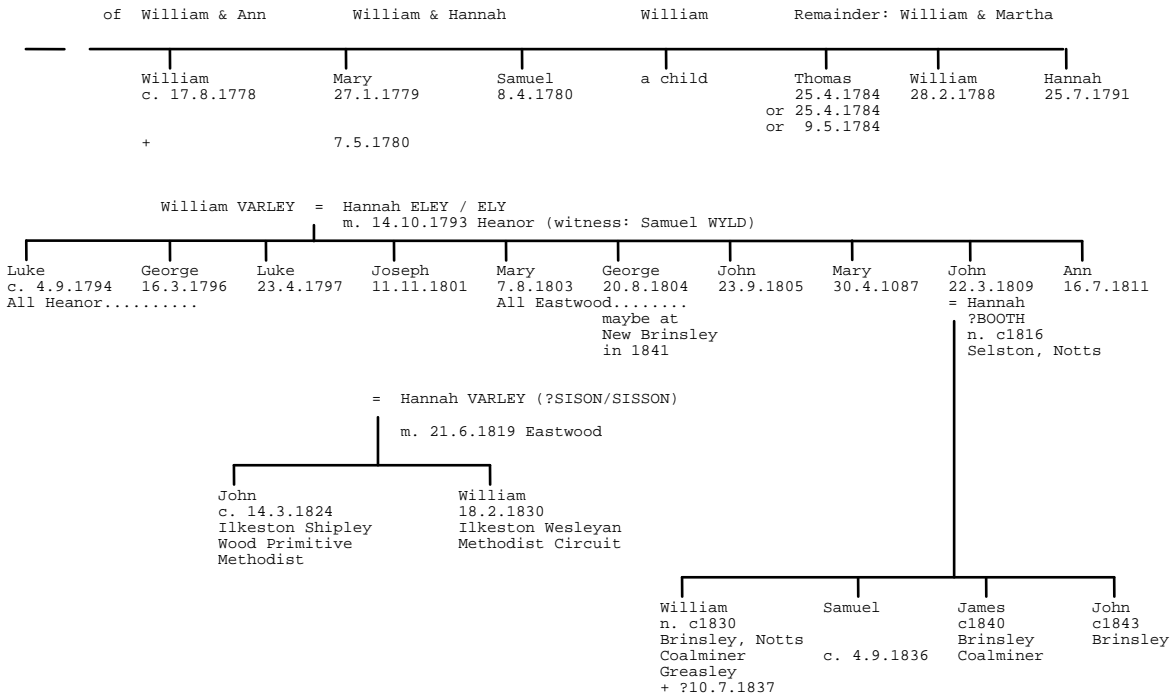 of William & Ann William & Hannah William Remainder: William & Martha
William Mary Samuel a child Thomas William Hannah
c. 17.8.1778 27.1.1779 8.4.1780 25.4.1784 28.2.1788 25.7.1791
or 25.4.1784
or 9.5.1784
+ 7.5.1780
William VARLEY = Hannah ELEY / ELY
m. 14.10.1793 Heanor (witness: Samuel WYLD)
Luke George Luke Joseph Mary George John Mary John Ann
c. 4.9.1794 16.3.1796 23.4.1797 11.11.1801 7.8.1803 20.8.1804 23.9.1805 30.4.1087 22.3.1809 16.7.1811
All Heanor.......... All Eastwood........ = Hannah
maybe at ?BOOTH
New Brinsley n. c1816
in 1841 Selston, Notts
= Hannah VARLEY (?SISON/SISSON)
m. 21.6.1819 Eastwood
John William
c. 14.3.1824 18.2.1830
Ilkeston Shipley Ilkeston Wesleyan
Wood Primitive Methodist Circuit
Methodist
William Samuel James John
n. c1830 c1840 c1843
Brinsley, Notts Brinsley Brinsley
Coalminer c. 4.9.1836 Coalminer
Greasley
+ ?10.7.1837